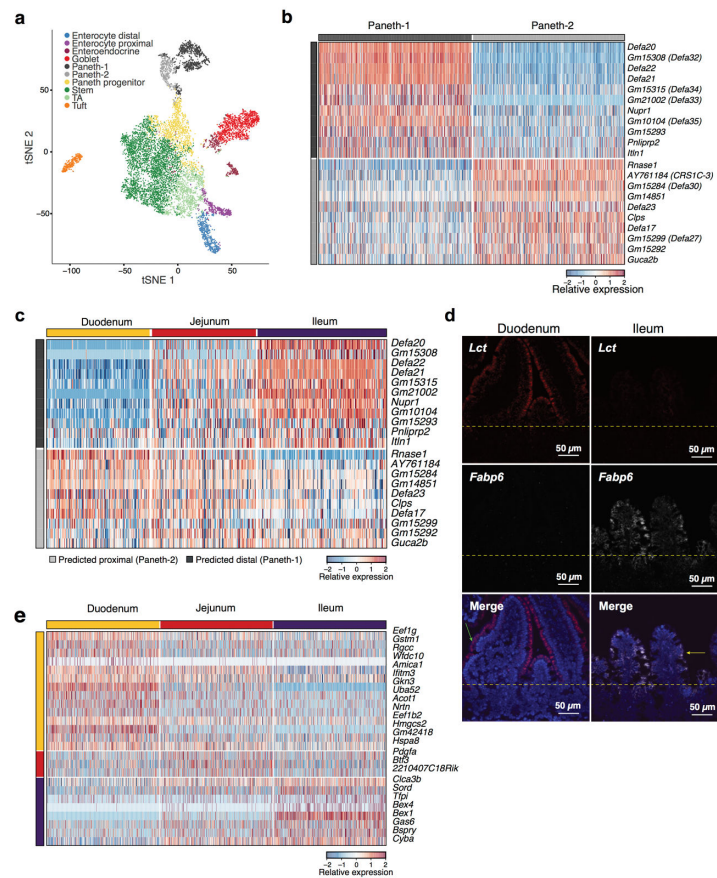 a
Enterocyte distal
Enterocyte proximal
Enteroendocrine
Goblet
Paneth-1
Paneth-2
Paneth progenitor
Stem
TA
Tuft
tSNE 2
50
0
−50
−100
−50
0
50
tSNE 1
b
Paneth-1
Paneth-2
Defa20
Gm15308 (Defa32)
Defa22
Defa21
Gm15315 (Defa34)
Gm21002 (Defa33)
Nupr1
Gm10104 (Defa35)
Gm15293
Pnliprp2
Itln1
Rnase1
AY761184 (CRS1C-3)
Gm15284 (Defa30)
Gm14851
Defa23
Clps
Defa17
Gm15299 (Defa27)
Gm15292
Guca2b
−2 −1 0 1 2
Relative expression
c
Duodenum
Jejunum
Ileum
Defa20
Gm15308
Defa22
Defa21
Gm15315
Gm21002
Nupr1
Gm10104
Gm15293
Pnliprp2
Itln1
Rnase1
AY761184
Gm15284
Gm14851
Defa23
Clps
Defa17
Gm15299
Gm15292
Guca2b
Predicted proximal (Paneth-2)
Predicted distal (Paneth-1)
−2 −1 0 1 2
Relative expression
d
Duodenum
Ileum
Lct
Lct
50 µm
50 µm
Fabp6
Fabp6
50 µm
50 µm
Merge
Merge
50 µm
50 µm
e
Duodenum
Jejunum
Ileum
Eef1g
Gstm1
Rgcc
Wfdc10
Amica1
Ifitm3
Gkn3
Uba52
Acot1
Nrtn
Eef1b2
Hmgcs2
Gm42418
Hspa8
Pdgfa
Btf3
2210407C18Rik
Clca3b
Sord
Tfpi
Bex4
Bex1
Gas6
Bspry
Cyba
−2 −1 0 1 2
Relative expression